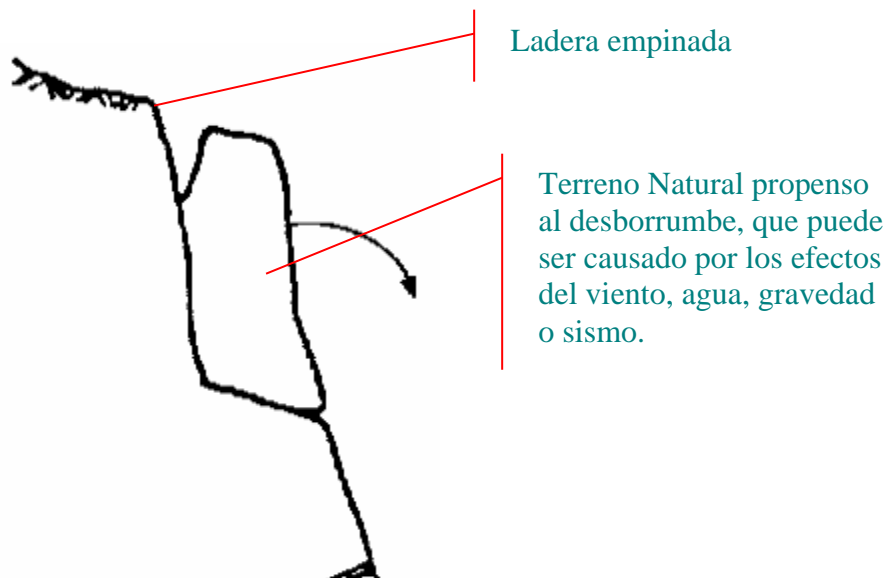 Ladera empinada
Terreno Natural propenso
al desborrumbe, que puede
ser causado por los efectos
del viento, agua, gravedad
o sismo.